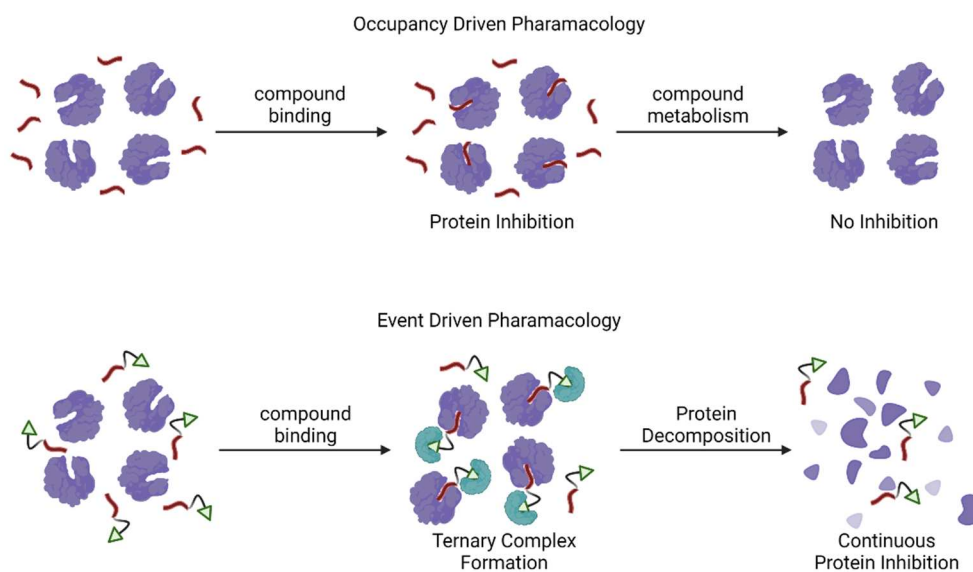 Occupancy Driven Pharamacology
compound
binding
compound
metabolism
Protein Inhibition
No Inhibition
Event Driven Pharamacology
compound
binding
Protein
Decomposition
Ternary Complex
Formation
Continuous
Protein Inhibition